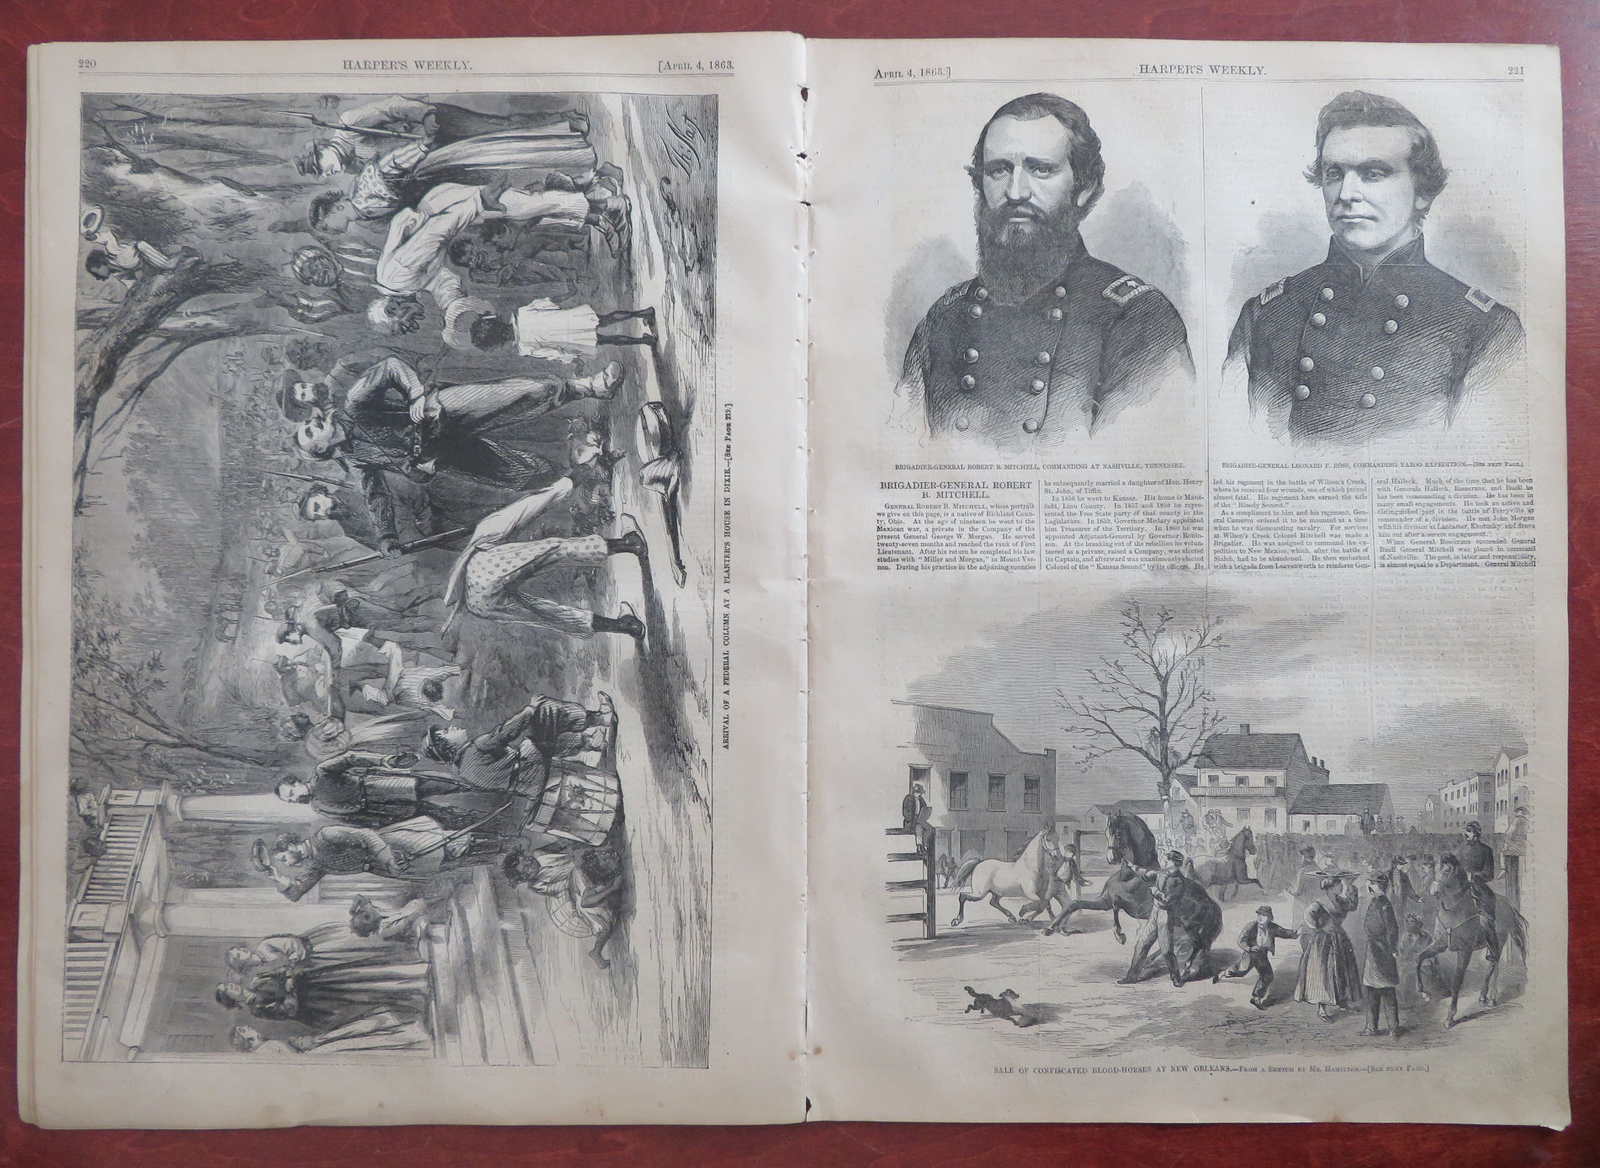 220
HARPER'S WEEKLY.
[April 4, 1863.
Th: Nast
ARRIVAL OF A FEDERAL COLUMN AT A PLANTER'S HOUSE IN DIXIE.—[See Page 219.]
April 4, 1863.]
HARPER'S WEEKLY.
221
BRIGADIER-GENERAL ROBERT B. MITCHELL, COMMANDING AT NASHVILLE, TENNESSEE.
BRIGADIER-GENERAL LEONARD F. ROSS, COMMANDING YAZOO EXPEDITION.—[See next Page.]
BRIGADIER-GENERAL ROBERT
B. MITCHELL.
General Robert B. Mitchell, whose portrait
we give on this page, is a native of Richland Coun-
ty, Ohio. At the age of nineteen he went to the
Mexican war, a private in the Company of the
present General George W. Morgan. He served
twenty-seven months and reached the rank of First
Lieutenant. After his return he completed his law
studies with "Miller and Morgan," in Mount Ver-
non. During his practice in the adjoining counties
he subsequently married a daughter of Hon. Henry
St. John, of Tiffin.
In 1856 he went to Kansas. His home is Mans-
field, Linn County. In 1857 and 1858 he repre-
sented the Free State party of that county in the
Legislature. In 1859, Governor Medary appointed
him Treasurer of the Territory. In 1860 he was
appointed Adjutant-General by Governor Robin-
son. At the breaking out of the rebellion he volun-
teered as a private, raised a Company, was elected
its Captain, and afterward was unanimously elected
Colonel of the "Kansas Second" by its officers. He
led his regiment in the battle of Wilson's Creek,
where he received four wounds, one of which proved
almost fatal. His regiment here earned the title
of the "Bloody Second."
As a compliment to him and his regiment, Gen-
eral Cameron ordered it to be mounted at a time
when he was dismounting cavalry. For services
at Wilson's Creek Colonel Mitchell was made a
Brigadier. He was assigned to command the ex-
pedition to New Mexico, which, after the battle of
Shiloh, had to be abandoned. He then embarked
with a brigade from Leavenworth to reinforce Gen-
eral Halleck. Much of the time that he has been
with Generals Halleck, Rosecrans, and Buell he
has been commanding a division. He has been in
many small engagements. He took an active and
distinguished part in the battle of Perryville as
commander of a division. He met John Morgan
with his division at Lancaster, Kentucky, and drove
him out after a severe engagement.
When General Rosecrans succeeded General
Buell General Mitchell was placed in command
of Nashville. The post, in labor and responsibility,
is almost equal to a Department. General Mitchell
SALE OF CONFISCATED BLOOD-HORSES AT NEW ORLEANS.—From a Sketch by Mr. Hamilton.—[See next Page.]